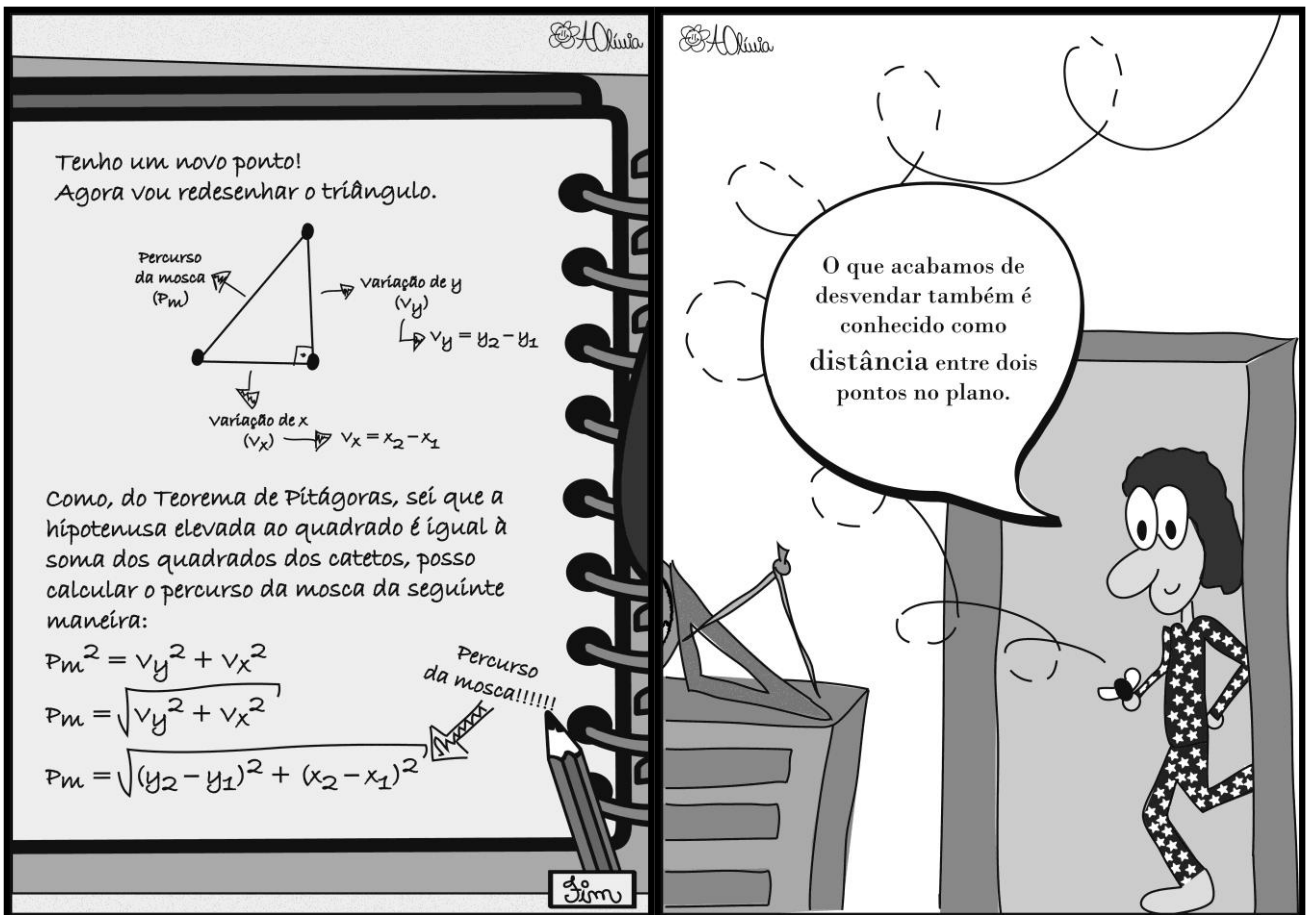 AOlívia
Tenho um novo ponto!
Agora vou redesenhar o triângulo.
Percurso
da mosca
(Pm)
Variação de y
(vy)
vy = y2 − y1
Variação de x
(vx)
vx = x2 − x1
Como, do Teorema de Pitágoras, sei que a
hipotenusa elevada ao quadrado é igual à
soma dos quadrados dos catetos, posso
calcular o percurso da mosca da seguinte
maneira:
Pm² = vy² + vx²
Pm = √(vy² + vx²)
Percurso
da mosca!!!!!!
Pm = √((y2 − y1)² + (x2 − x1)²)
Fim
AOlívia
O que acabamos de
desvendar também é
conhecido como
distância entre dois
pontos no plano.